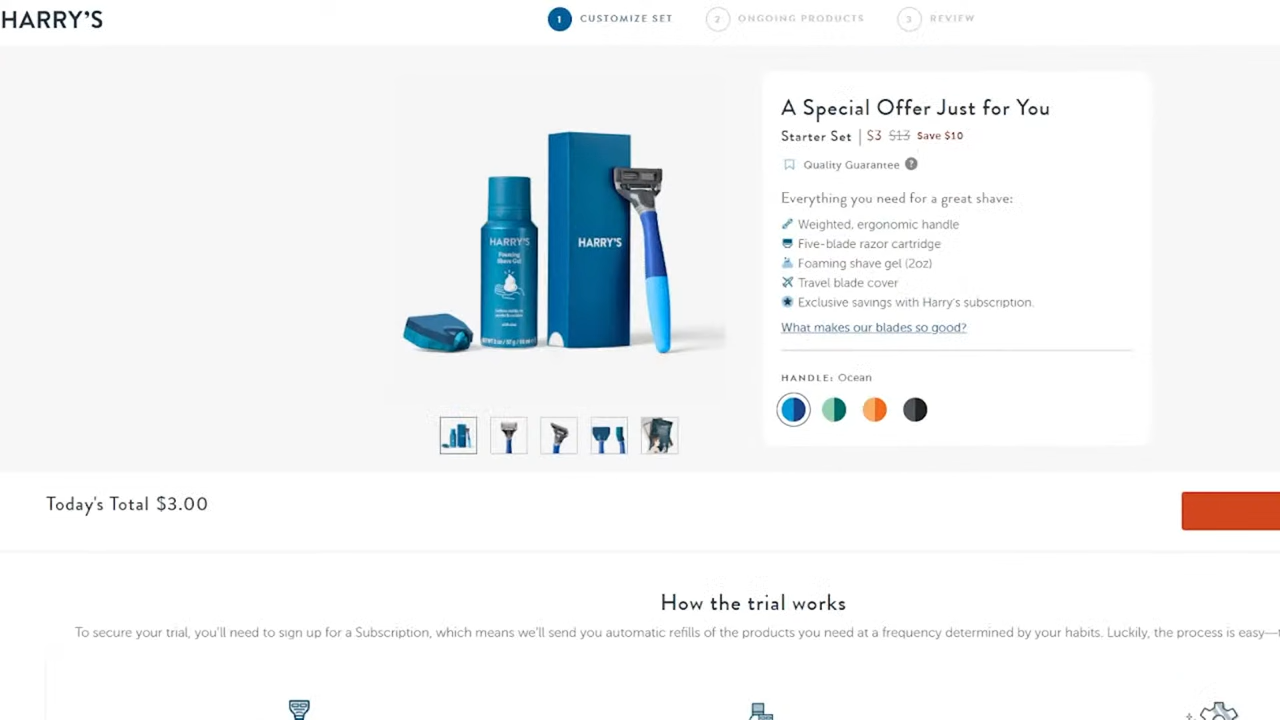 HARRY'S
1 CUSTOMIZE SET 2 ONGOING PRODUCTS 3 REVIEW
A Special Offer Just for You
Starter Set | $3 $13 Save $10
Quality Guarantee ?
Everything you need for a great shave:
Weighted, ergonomic handle
Five-blade razor cartridge
Foaming shave gel (2oz)
Travel blade cover
Exclusive savings with Harry's subscription.
What makes our blades so good?
HANDLE: Ocean
HARRY'S
Foaming
Shave Gel
HARRY'S
Today's Total $3.00
How the trial works
To secure your trial, you'll need to sign up for a Subscription, which means we'll send you automatic refills of the products you need at a frequency determined by your habits. Luckily, the process is easy—